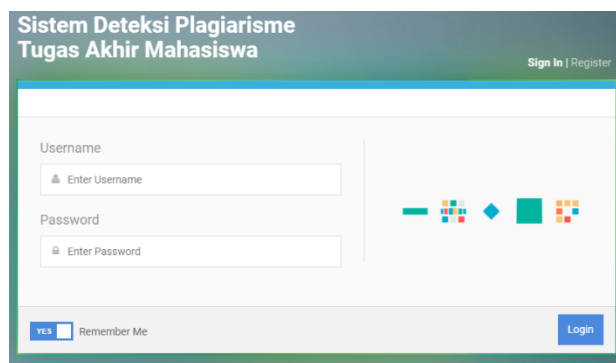 Sistem Deteksi Plagiarisme
Tugas Akhir Mahasiswa
Sign In | Register
Username
Enter Username
Password
Enter Password
YES
Remember Me
Login